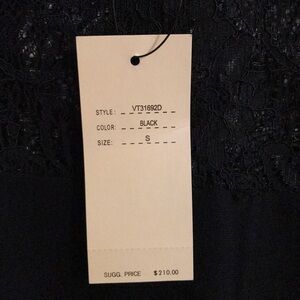 STYLE: VT31692D
COLOR: BLACK
SIZE: S
SUGG. PRICE $210.00